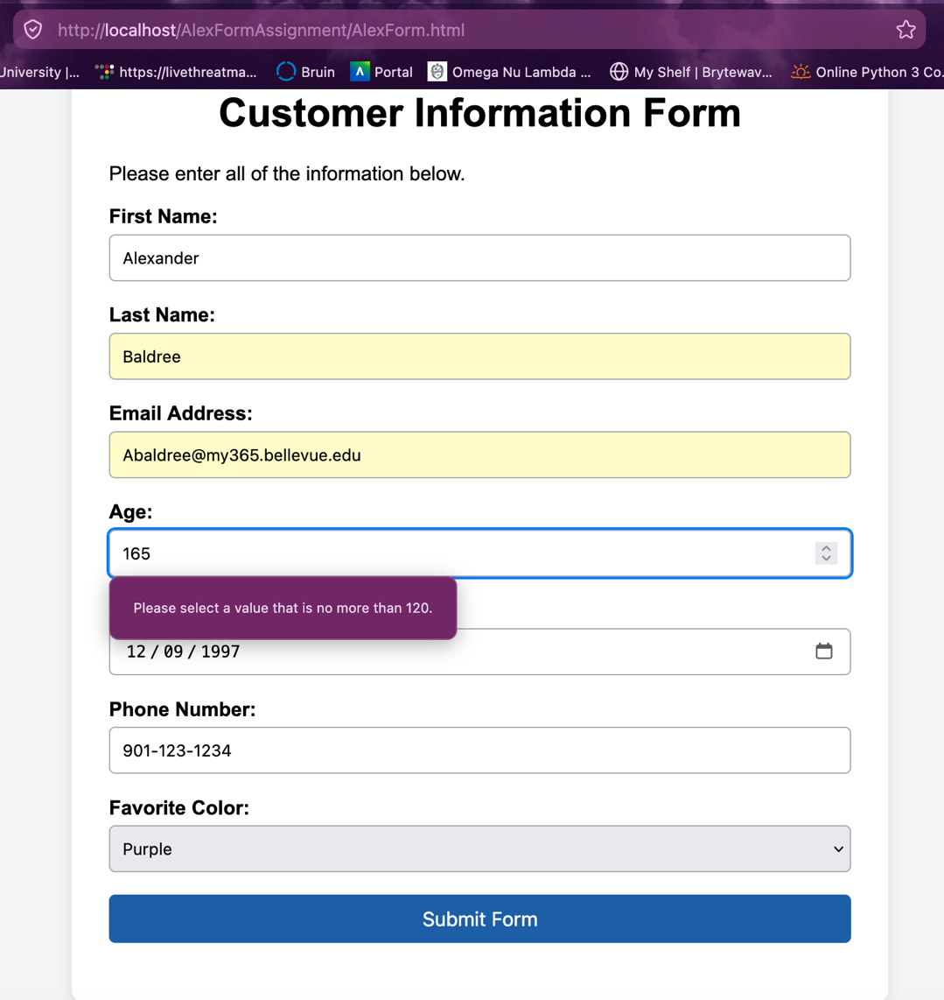 http://localhost/AlexFormAssignment/AlexForm.html
University |... https://livethreatma... Bruin Portal Omega Nu Lambda ... My Shelf | Brytewav... Online Python 3 Co.
Customer Information Form
Please enter all of the information below.
First Name:
Alexander
Last Name:
Baldree
Email Address:
Abaldree@my365.bellevue.edu
Age:
165
Please select a value that is no more than 120.
12 / 09 / 1997
Phone Number:
901-123-1234
Favorite Color:
Purple
Submit Form